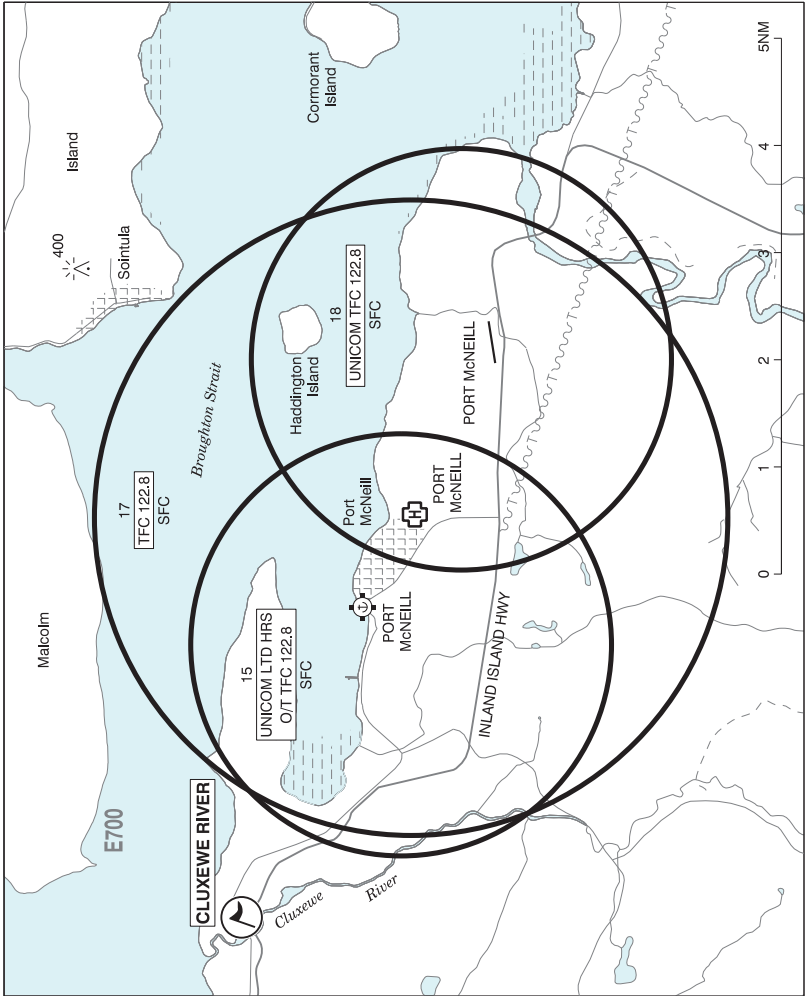 Island
400
Sointula
Malcolm
Cormorant
Island
17
TFC 122.8
SFC
Broughton Strait
Haddington
Island
18
UNICOM TFC 122.8
SFC
15
UNICOM LTD HRS
O/T TFC 122.8
SFC
Port
McNeill
H
PORT
McNEILL
PORT
McNEILL
PORT McNEILL
INLAND ISLAND HWY
E700
CLUXEWE RIVER
Cluxewe
River
T
T
T
T
T
T
0
1
2
3
4
5NM